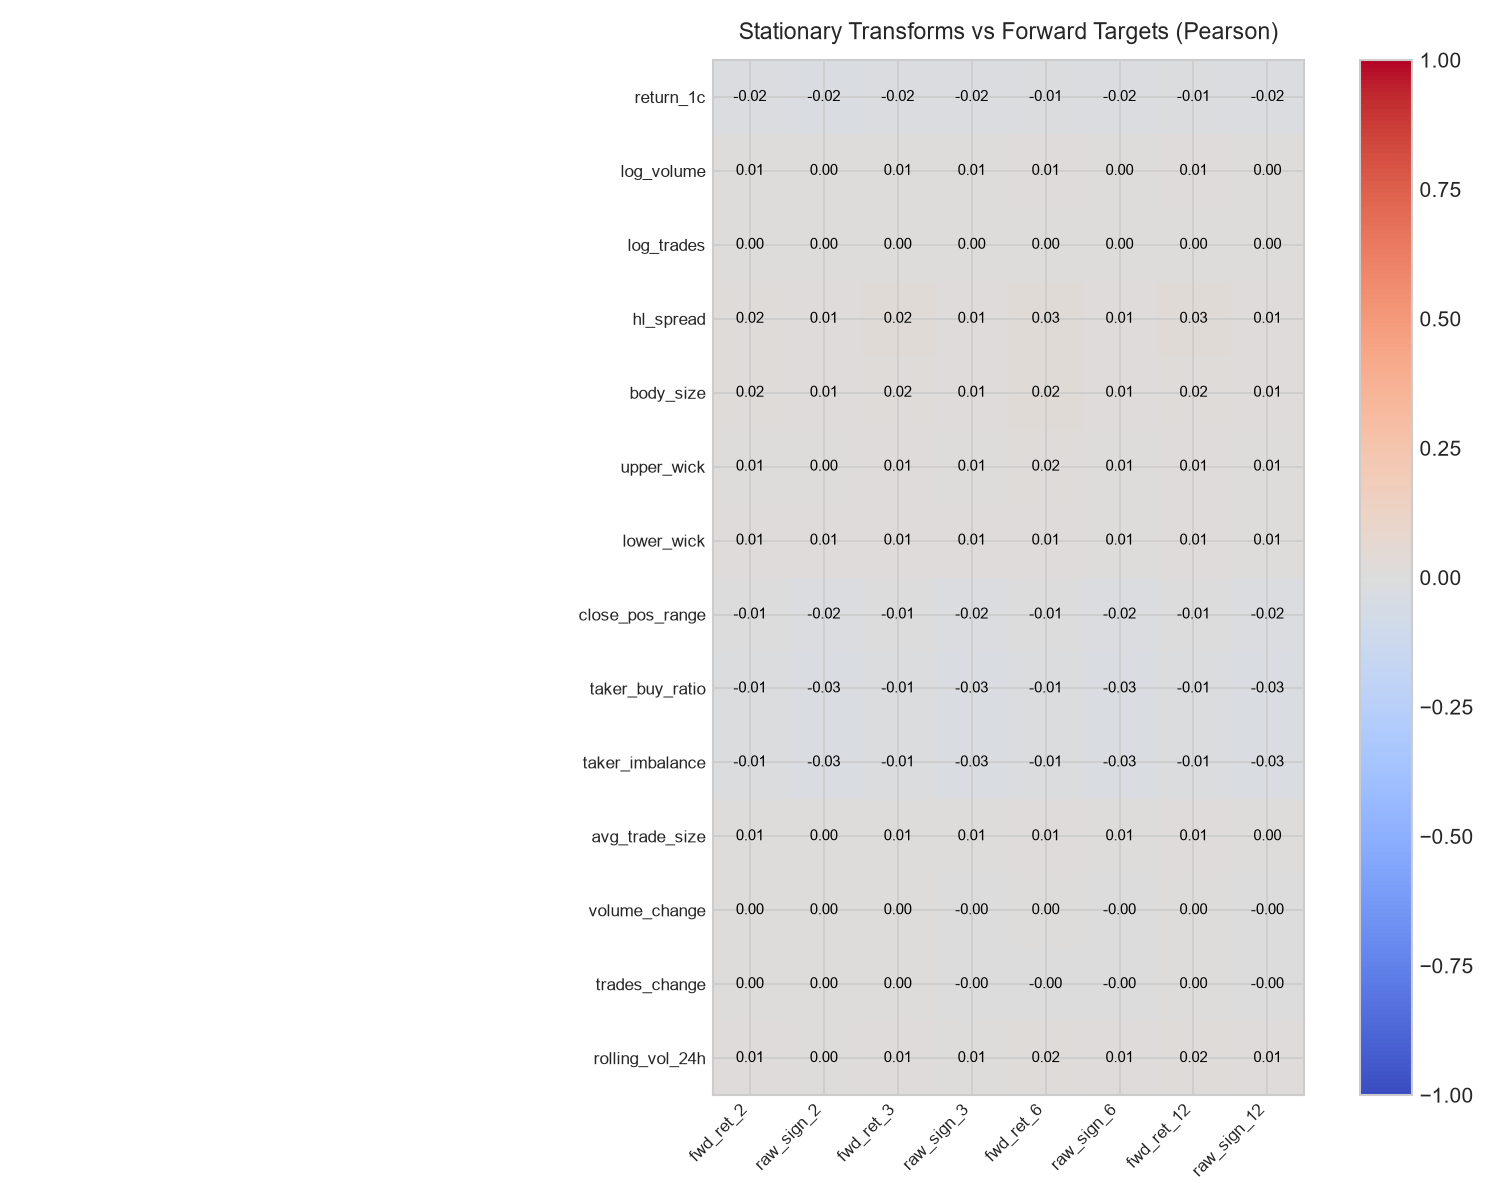 Stationary Transforms vs Forward Targets (Pearson)
return_1c -0.02 -0.02 -0.02 -0.02 -0.01 -0.02 -0.01 -0.02
log_volume 0.01 0.00 0.01 0.01 0.01 0.00 0.01 0.00
log_trades 0.00 0.00 0.00 0.00 0.00 0.00 0.00 0.00
hl_spread 0.02 0.01 0.02 0.01 0.03 0.01 0.03 0.01
body_size 0.02 0.01 0.02 0.01 0.02 0.01 0.02 0.01
upper_wick 0.01 0.00 0.01 0.01 0.02 0.01 0.01 0.01
lower_wick 0.01 0.01 0.01 0.01 0.01 0.01 0.01 0.01
close_pos_range -0.01 -0.02 -0.01 -0.02 -0.01 -0.02 -0.01 -0.02
taker_buy_ratio -0.01 -0.03 -0.01 -0.03 -0.01 -0.03 -0.01 -0.03
taker_imbalance -0.01 -0.03 -0.01 -0.03 -0.01 -0.03 -0.01 -0.03
avg_trade_size 0.01 0.00 0.01 0.01 0.01 0.01 0.01 0.00
volume_change 0.00 0.00 0.00 -0.00 0.00 -0.00 0.00 -0.00
trades_change 0.00 0.00 0.00 -0.00 -0.00 -0.00 0.00 -0.00
rolling_vol_24h 0.01 0.00 0.01 0.01 0.02 0.01 0.02 0.01
fwd_ret_2 raw_sign_2 fwd_ret_3 raw_sign_3 fwd_ret_6 raw_sign_6 fwd_ret_12 raw_sign_12
1.00
0.75
0.50
0.25
0.00
−0.25
−0.50
−0.75
−1.00